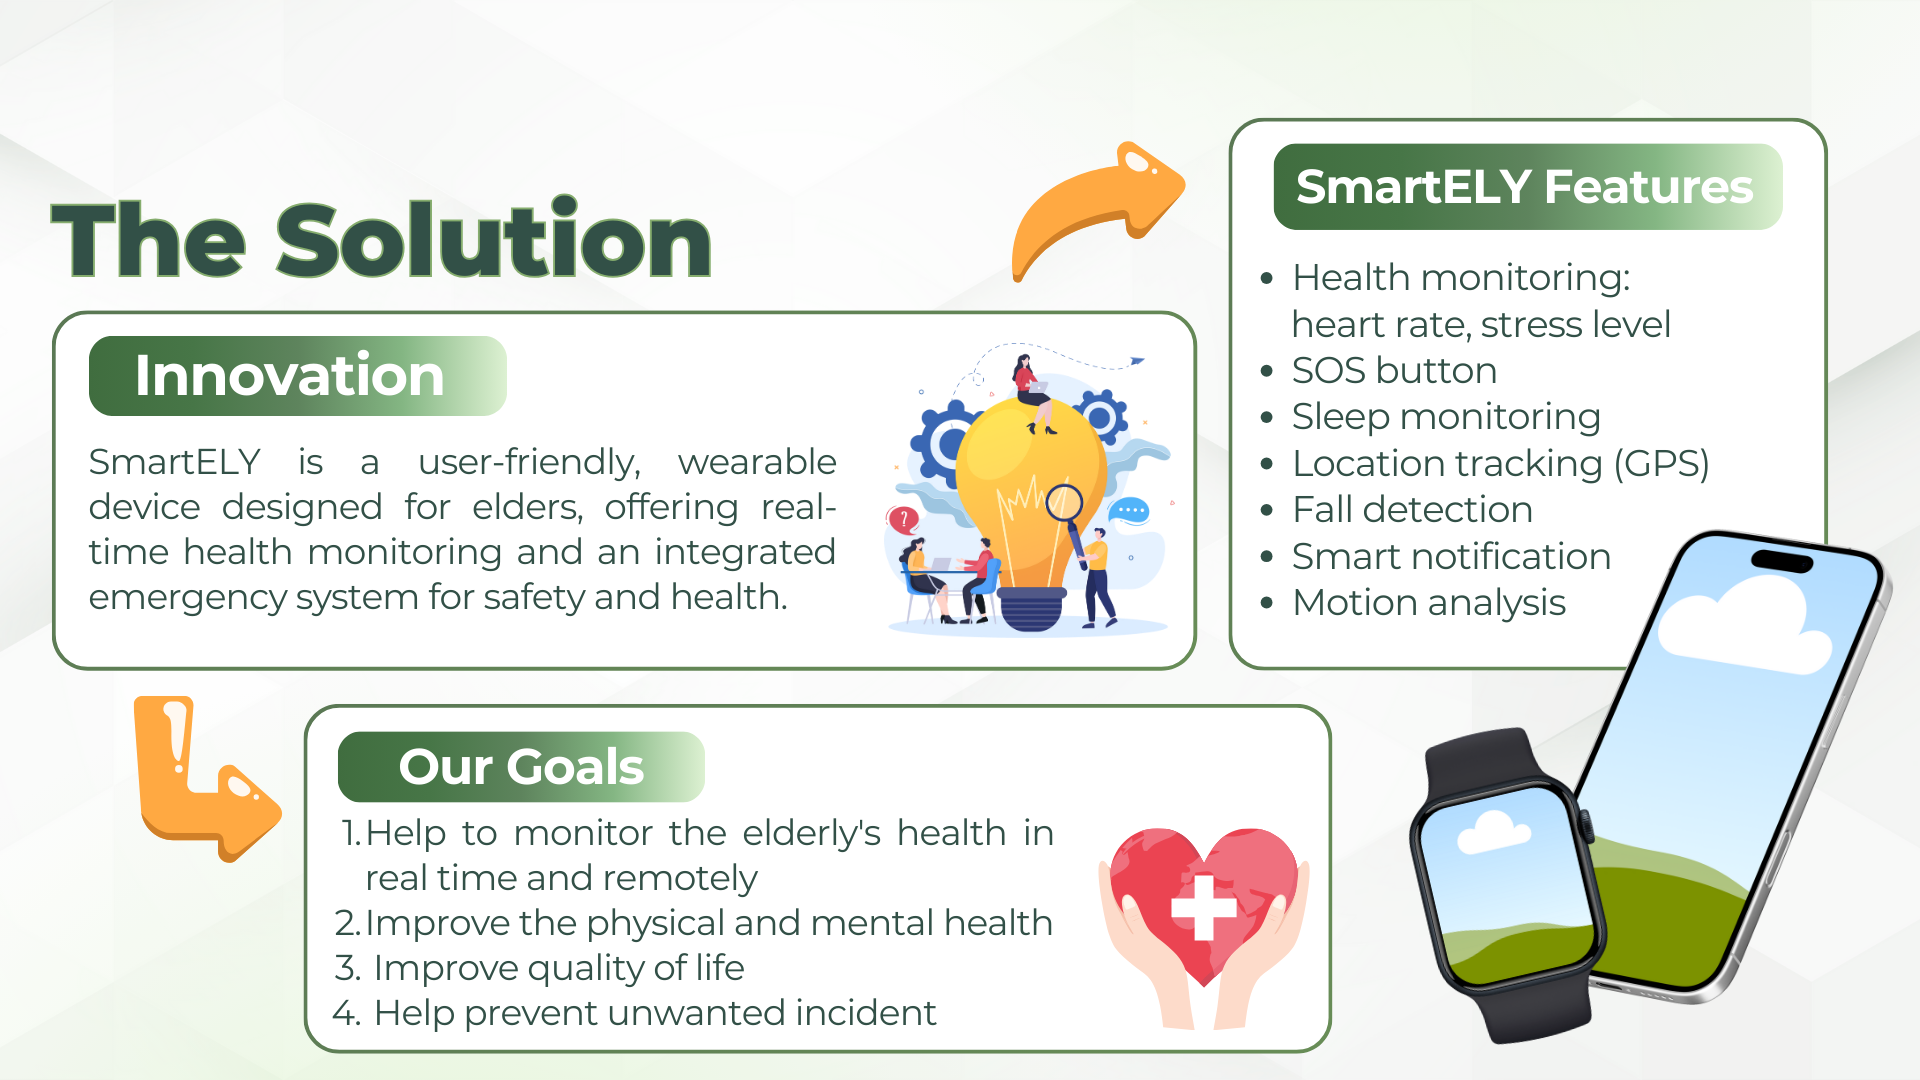 The Solution
Innovation
SmartELY is a user-friendly, wearable
device designed for elders, offering real-
time health monitoring and an integrated
emergency system for safety and health.
?
SmartELY Features
• Health monitoring:
heart rate, stress level
• SOS button
• Sleep monitoring
• Location tracking (GPS)
• Fall detection
• Smart notification
• Motion analysis
Our Goals
1. Help to monitor the elderly's health in
real time and remotely
2. Improve the physical and mental health
3. Improve quality of life
4. Help prevent unwanted incident